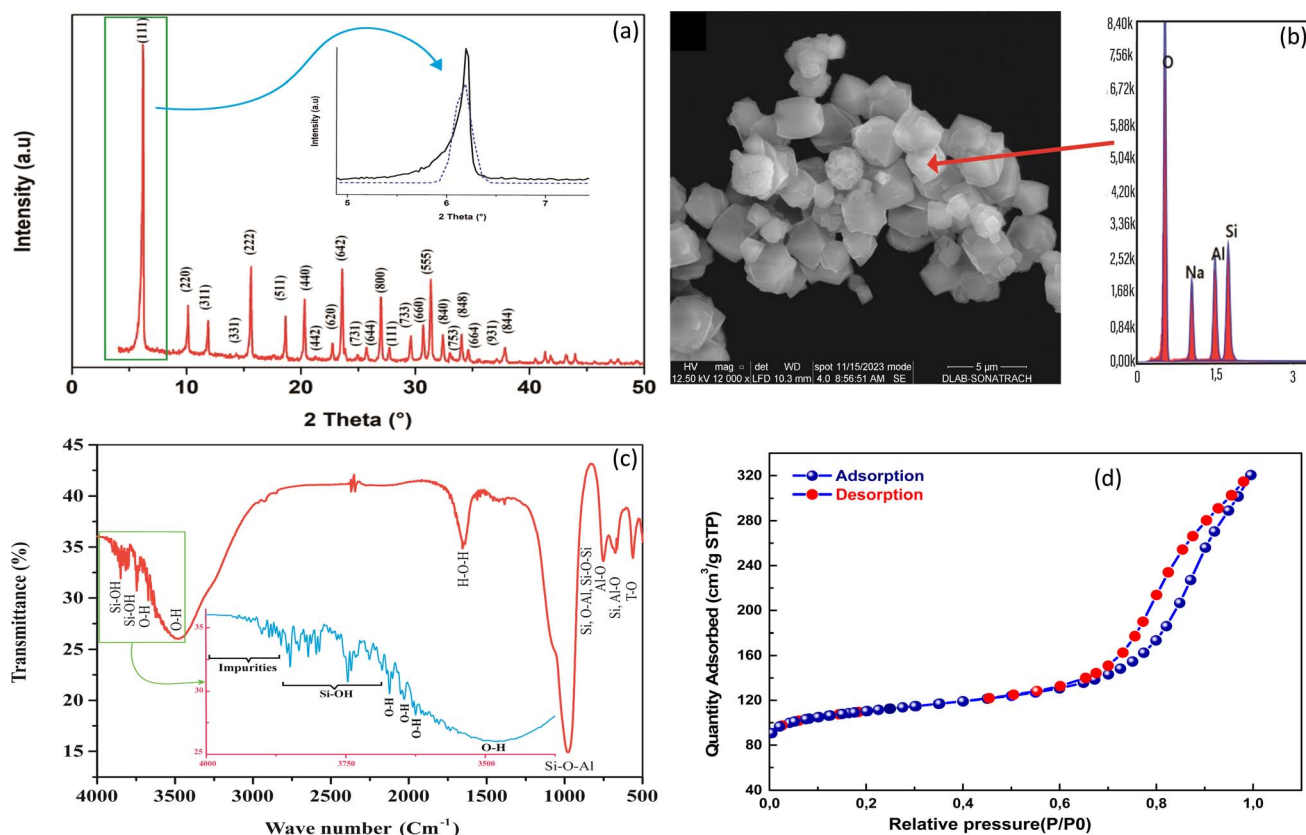 (a)
Intensity (a.u)
(111)
(220)
(311)
(331)
(222)
(511)
(440)
(442)
(620)
(642)
(731)
(644)
(800)
(111)
(733)
(660)
(555)
(840)
(753)
(848)
(664)
(931)
(844)
0 10 20 30 40 50
2 Theta (°)
Intensity (a.u)
5 6 7
2 Theta (°)
HV mag □ det WD spot 11/15/2023 mode
12.50 kV 12 000 x LFD 10.3 mm 4.0 8:56:51 AM SE
5 µm
DLAB-SONATRACH
(b)
8,40k
7,56k
6,72k
5,88k
5,04k
4,20k
3,36k
2,52k
1,68k
0,84k
0,00k
O
Na
Al
Si
0 1,5 3
(c)
Transmittance (%)
45
40
35
30
25
20
15
Si-OH
Si-OH
O-H
O-H
H-O-H
Si-O-Al
Si, O-Al, Si-O-Si
Al-O
Si, Al-O
T-O
35
30
25
Impurities
Si-OH
O-H
O-H
O-H
O-H
4000 3750 3500
4000 3500 3000 2500 2000 1500 1000 500
Wave number (Cm⁻¹)
(d)
Adsorption
Desorption
Quantity Adsorbed (cm³/g STP)
320
280
240
200
160
120
80
40
0,0 0,2 0,4 0,6 0,8 1,0
Relative pressure(P/P0)